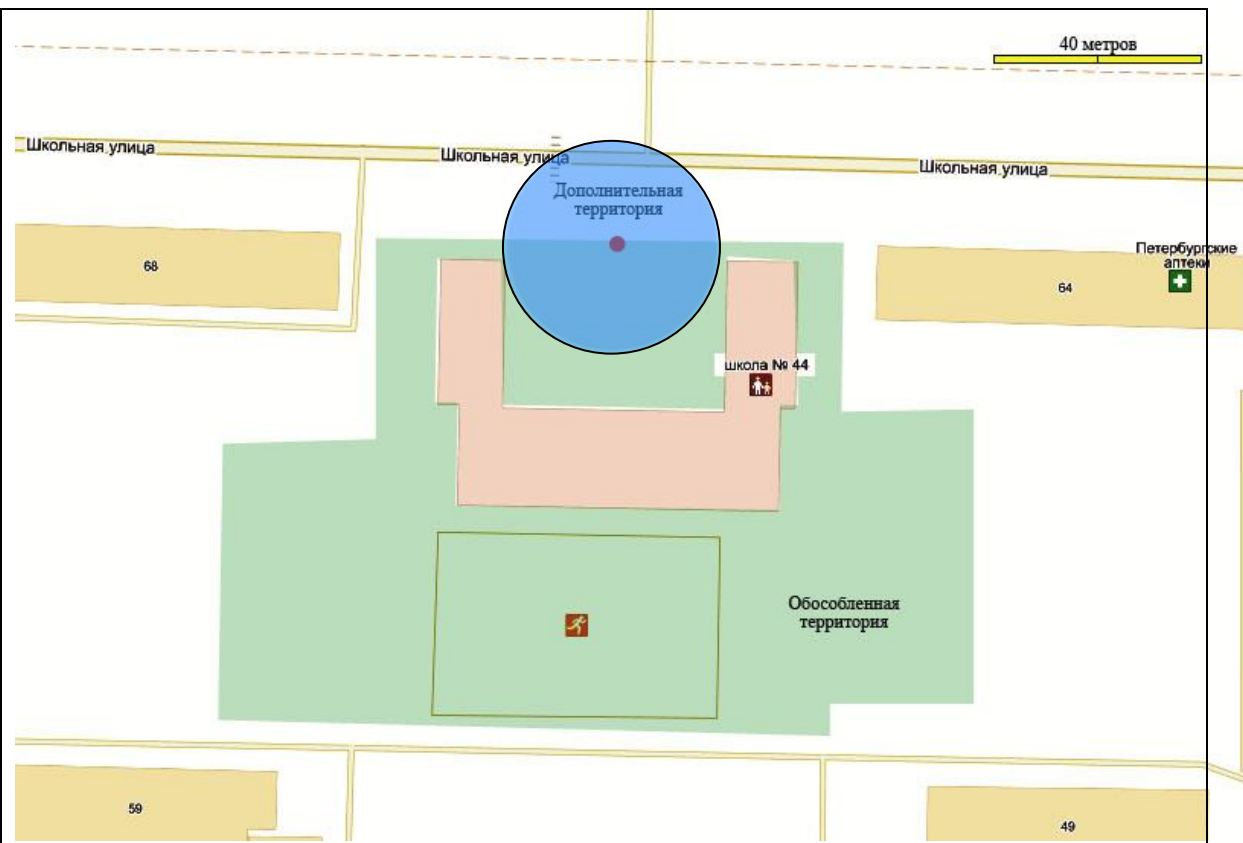 40 метров
Школьная улица
Школьная улица
Школьная улица
Дополнительная
территория
68
Петербургские
аптеки
64
школа № 44
Обособленная
территория
59
49